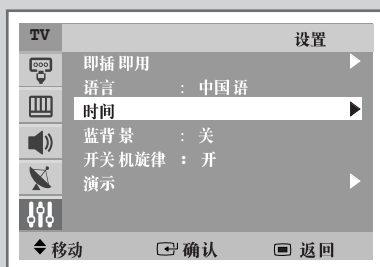 TV 设置
即插即用
语言 : 中国语
时间
蓝背景 : 关
开关机旋律 : 开
演示
移动 确认 返回